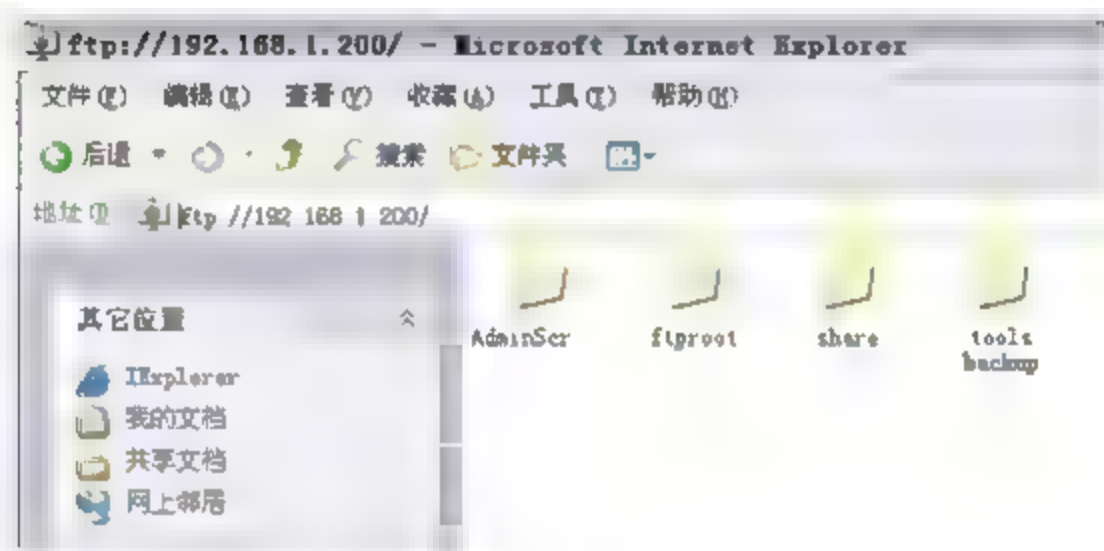 ftp://192.168.1.200/ - Microsoft Internet Explorer
文件(F) 编辑(E) 查看(V) 收藏(A) 工具(T) 帮助(H)
后退 搜索 文件夹
地址(D) ftp://192.168.1.200/
其它位置
IExplorer
我的文档
共享文档
网上邻居
AdminScr ftproot share tools
backup